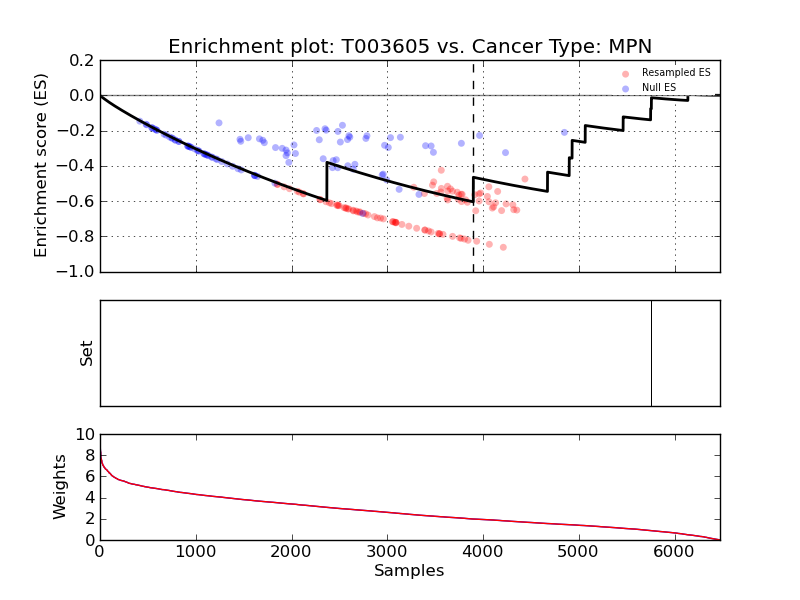 Enrichment plot: T003605 vs. Cancer Type: MPN
Enrichment score (ES)
0.2
0.0
−0.2
−0.4
−0.6
−0.8
−1.0
Resampled ES
Null ES
Set
Weights
10
8
6
4
2
0
0 1000 2000 3000 4000 5000 6000
Samples